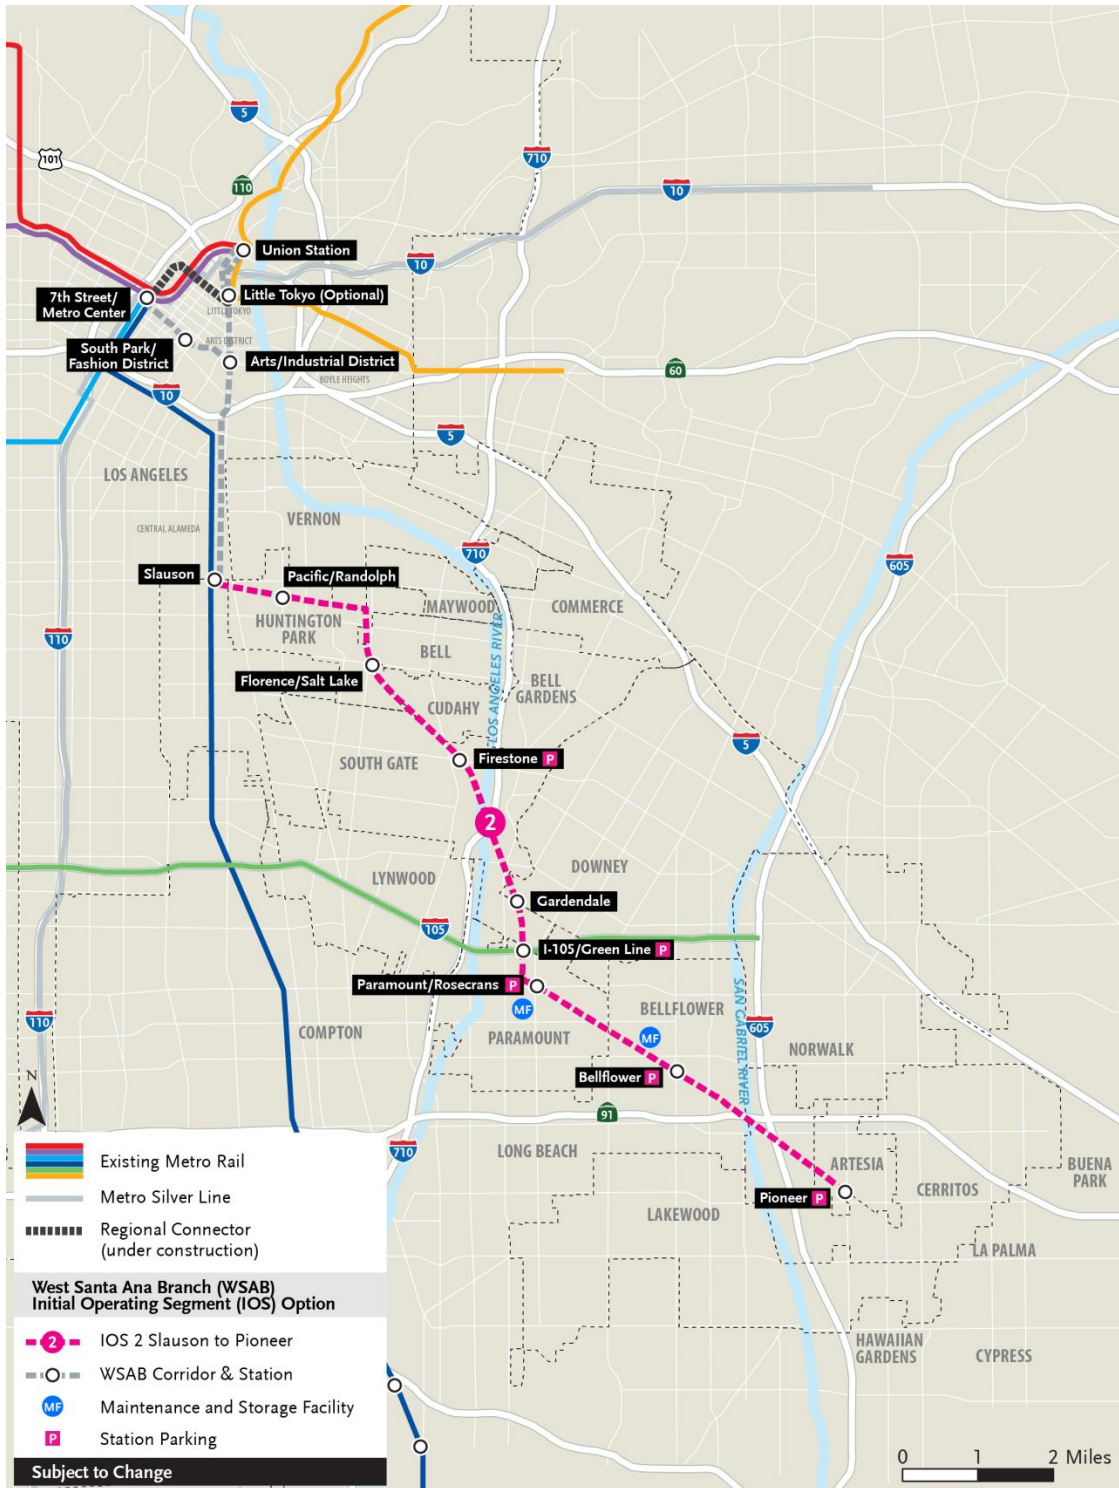 5
101
110
710
10
Union Station
10
7th Street/
Metro Center
Little Tokyo (Optional)
LITTLE TOKYO
South Park/
Fashion District
ARTS DISTRICT
Arts/Industrial District
BOYLE HEIGHTS
60
10
5
LOS ANGELES
VERNON
CENTRAL ALAMEDA
710
605
Slauson
Pacific/Randolph
MAYWOOD
COMMERCE
HUNTINGTON
PARK
110
LOS ANGELES RIVER
BELL
Florence/Salt Lake
BELL
GARDENS
CUDAHY
5
SOUTH GATE
Firestone P
2
LYNWOOD
DOWNEY
Gardendale
105
I-105/Green Line P
Paramount/Rosecrans P
MF
BELLFLOWER
SAN GABRIEL RIVER
110
COMPTON
PARAMOUNT
MF
605
NORWALK
Bellflower P
N
91
710
LONG BEACH
ARTESIA
BUENA
PARK
Pioneer P
CERRITOS
LAKEWOOD
LA PALMA
HAWAIIAN
GARDENS
CYPRESS
Existing Metro Rail
Metro Silver Line
Regional Connector
(under construction)
West Santa Ana Branch (WSAB)
Initial Operating Segment (IOS) Option
2 IOS 2 Slauson to Pioneer
WSAB Corridor & Station
MF Maintenance and Storage Facility
P Station Parking
Subject to Change
0 1 2 Miles